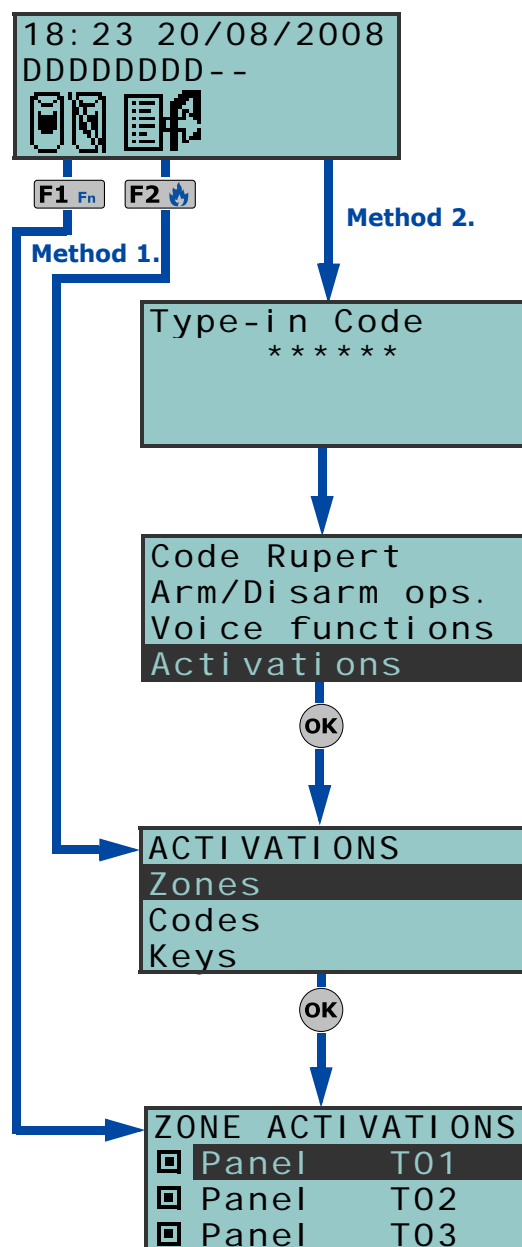 18:23 20/08/2008
DDDDDDDD--
F1 Fn F2
Method 1.
Method 2.
Type-in Code
******
Code Rupert
Arm/Disarm ops.
Voice functions
Activations
OK
ACTIVATIONS
Zones
Codes
Keys
OK
ZONE ACTIVATIONS
Panel T01
Panel T02
Panel T03